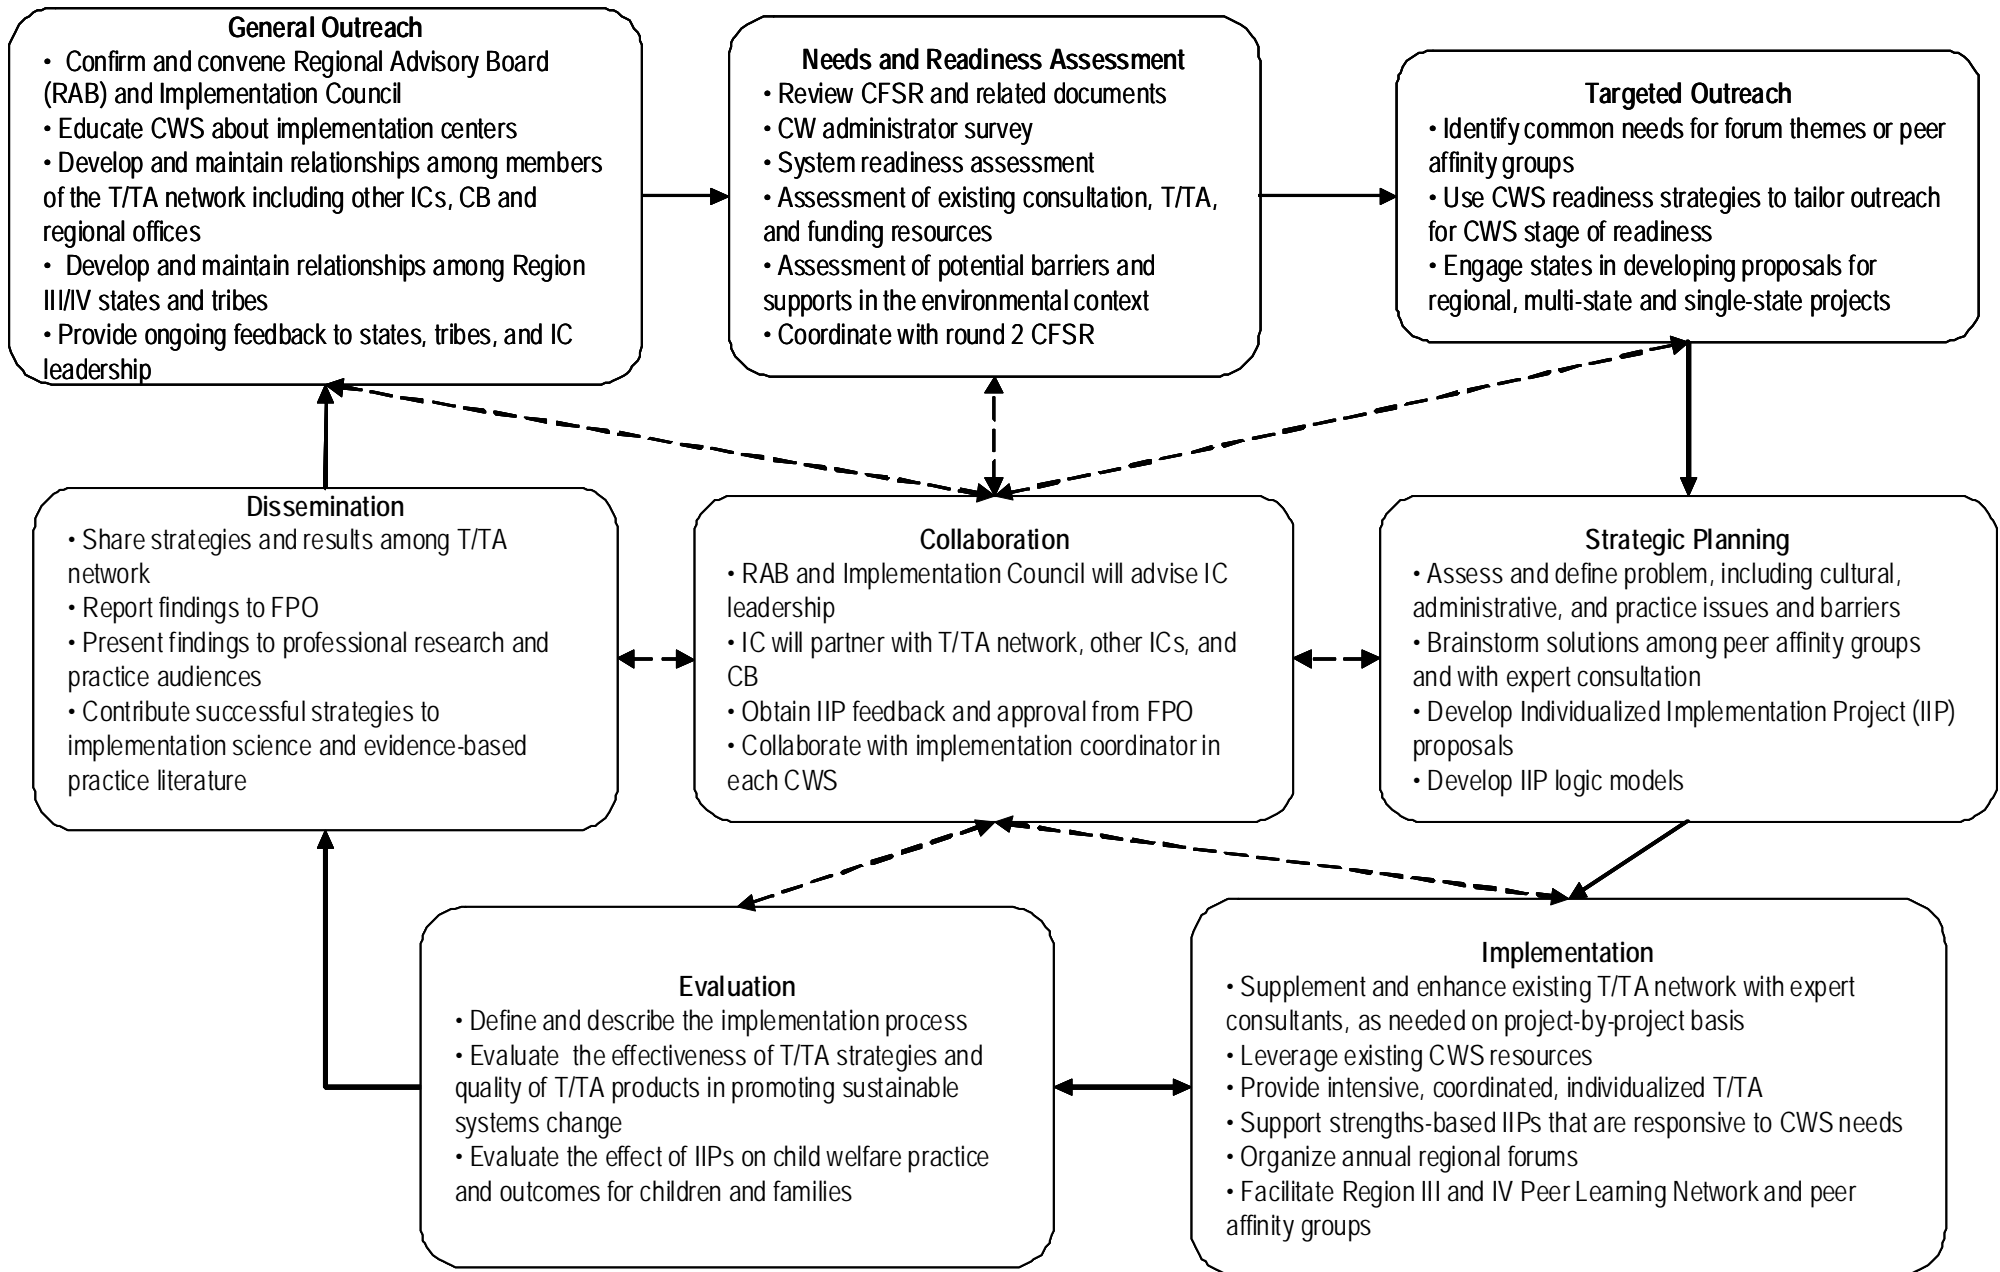 General Outreach
• Confirm and convene Regional Advisory Board
(RAB) and Implementation Council
• Educate CWS about implementation centers
• Develop and maintain relationships among members
of the T/TA network including other ICs, CB and
regional offices
• Develop and maintain relationships among Region
III/IV states and tribes
• Provide ongoing feedback to states, tribes, and IC
leadership
Needs and Readiness Assessment
• Review CFSR and related documents
• CW administrator survey
• System readiness assessment
• Assessment of existing consultation, T/TA,
and funding resources
• Assessment of potential barriers and
supports in the environmental context
• Coordinate with round 2 CFSR
Targeted Outreach
• Identify common needs for forum themes or peer
affinity groups
• Use CWS readiness strategies to tailor outreach
for CWS stage of readiness
• Engage states in developing proposals for
regional, multi-state and single-state projects
Dissemination
• Share strategies and results among T/TA
network
• Report findings to FPO
• Present findings to professional research and
practice audiences
• Contribute successful strategies to
implementation science and evidence-based
practice literature
Collaboration
• RAB and Implementation Council will advise IC
leadership
• IC will partner with T/TA network, other ICs, and
CB
• Obtain IIP feedback and approval from FPO
• Collaborate with implementation coordinator in
each CWS
Strategic Planning
• Assess and define problem, including cultural,
administrative, and practice issues and barriers
• Brainstorm solutions among peer affinity groups
and with expert consultation
• Develop Individualized Implementation Project (IIP)
proposals
• Develop IIP logic models
Evaluation
• Define and describe the implementation process
• Evaluate the effectiveness of T/TA strategies and
quality of T/TA products in promoting sustainable
systems change
• Evaluate the effect of IIPs on child welfare practice
and outcomes for children and families
Implementation
• Supplement and enhance existing T/TA network with expert
consultants, as needed on project-by-project basis
• Leverage existing CWS resources
• Provide intensive, coordinated, individualized T/TA
• Support strengths-based IIPs that are responsive to CWS needs
• Organize annual regional forums
• Facilitate Region III and IV Peer Learning Network and peer
affinity groups